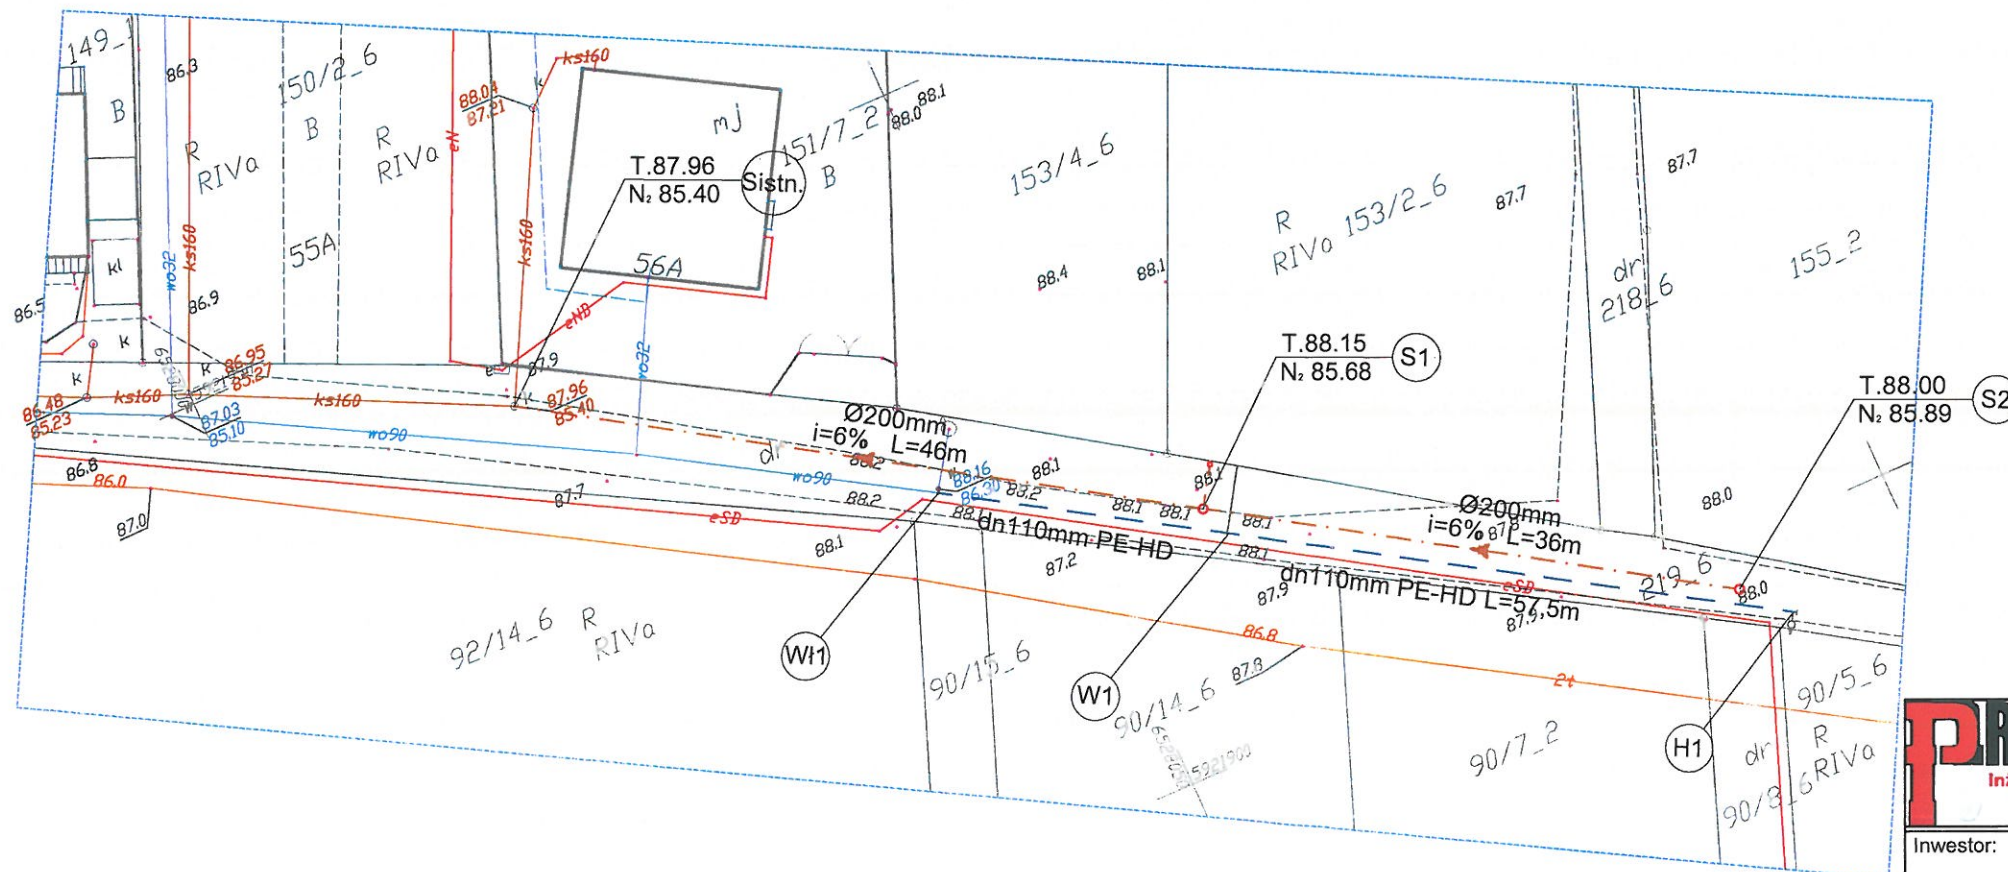 149_1
B
86.3
150/2_6
B
R
RIVa
R
RIVa
55A
wo32
ks160
86.9
kl
k
86.5
k
k
ks160
86.48
85.23
86.95
85.27
87.03
85.10
ks160
eN
88.04
87.21
k
ks160
ks160
mj
56A
T.87.96
N₂ 85.40
Sistn.
151/7_2
B
88.0
88.1
eND
wo32
e
87.9
k
87.96
85.40
153/4_6
88.4
88.1
R
RIVa
153/2_6
87.7
87.7
dr
218_6
155_2
T.88.15
N₂ 85.68
S1
T.88.00
N₂ 85.89
S2
Ø200mm
i=6% L=46m
dr
88.2
wo90
wo90
88.16
86.30
88.2
88.1
88.1
88.1
88.1
88.1
88.1
88.2
88.1
88.1
dn110mm PE-HD
Ø200mm
i=6% L=36m
88.0
219_6
88.0
eSD
dn110mm PE-HD L=57,5m
87.9
87.9
86.8
86.0
87.0
87.7
eSD
88.1
87.2
92/14_6
R
RIVa
Wł1
90/15_6
W1
90/14_6
87.8
86.8
5921900
2t
90/7_2
H1
dr
90/8_6
90/5_6
R
RIVa
Inwestor: